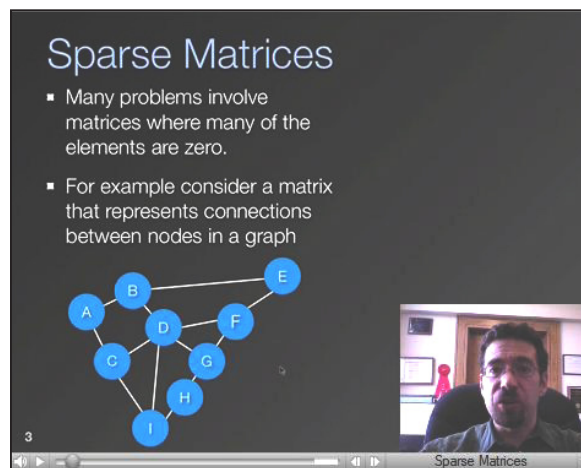 Sparse Matrices
Many problems involve
matrices where many of the
elements are zero.
For example consider a matrix
that represents connections
between nodes in a graph
E
B
A
D
F
C
G
H
I
3
Sparse Matrices